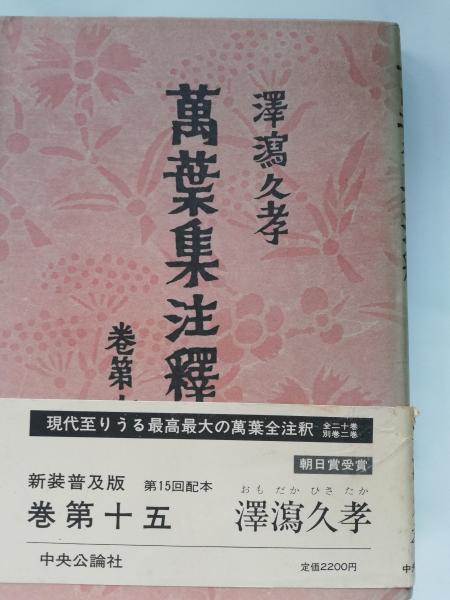 澤瀉久孝
萬葉集注釋
巻第十
現代至りうる最高最大の萬葉全注釈 全二十巻
別巻二巻
朝日賞受賞
新装普及版 第15回配本
巻第十五
おもだかひさたか
澤瀉久孝
中央公論社
定価2200円